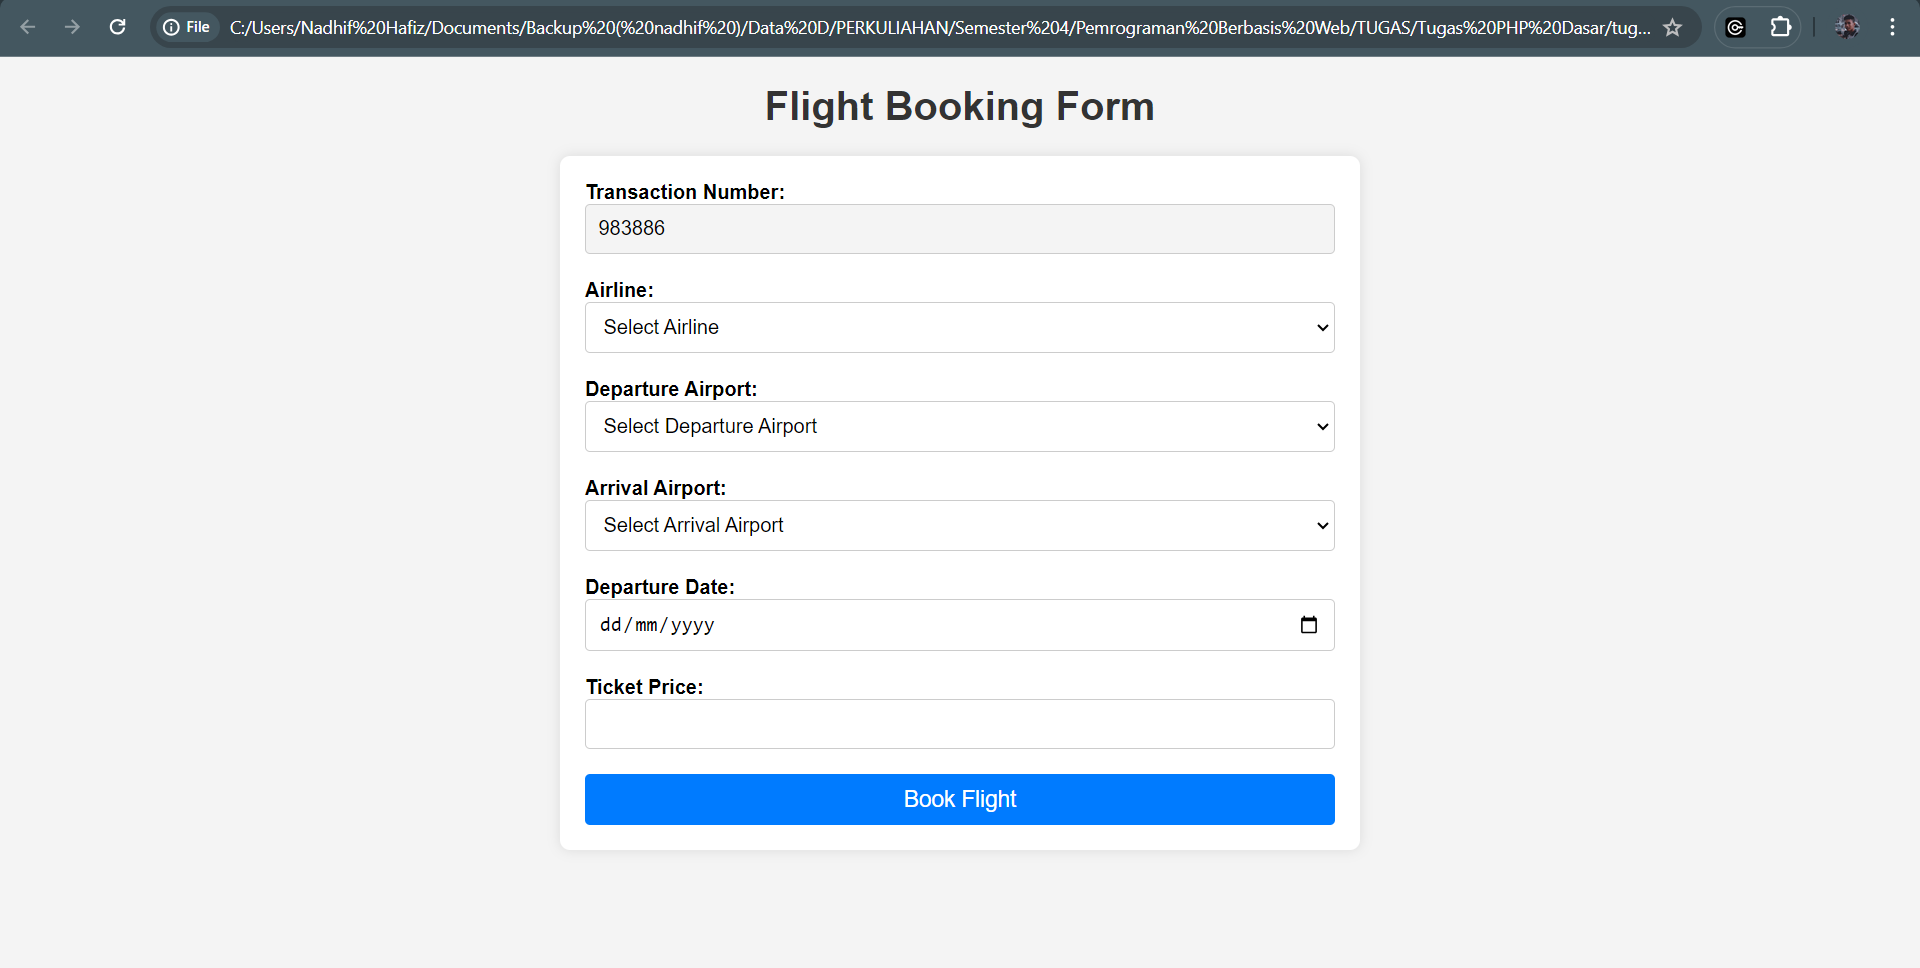 File C:/Users/Nadhif%20Hafiz/Documents/Backup%20(%20nadhif%20)/Data%20D/PERKULIAHAN/Semester%204/Pemrograman%20Berbasis%20Web/TUGAS/Tugas%20PHP%20Dasar/tug...
Flight Booking Form
Transaction Number:
983886
Airline:
Select Airline
Departure Airport:
Select Departure Airport
Arrival Airport:
Select Arrival Airport
Departure Date:
dd/mm/yyyy
Ticket Price:
Book Flight